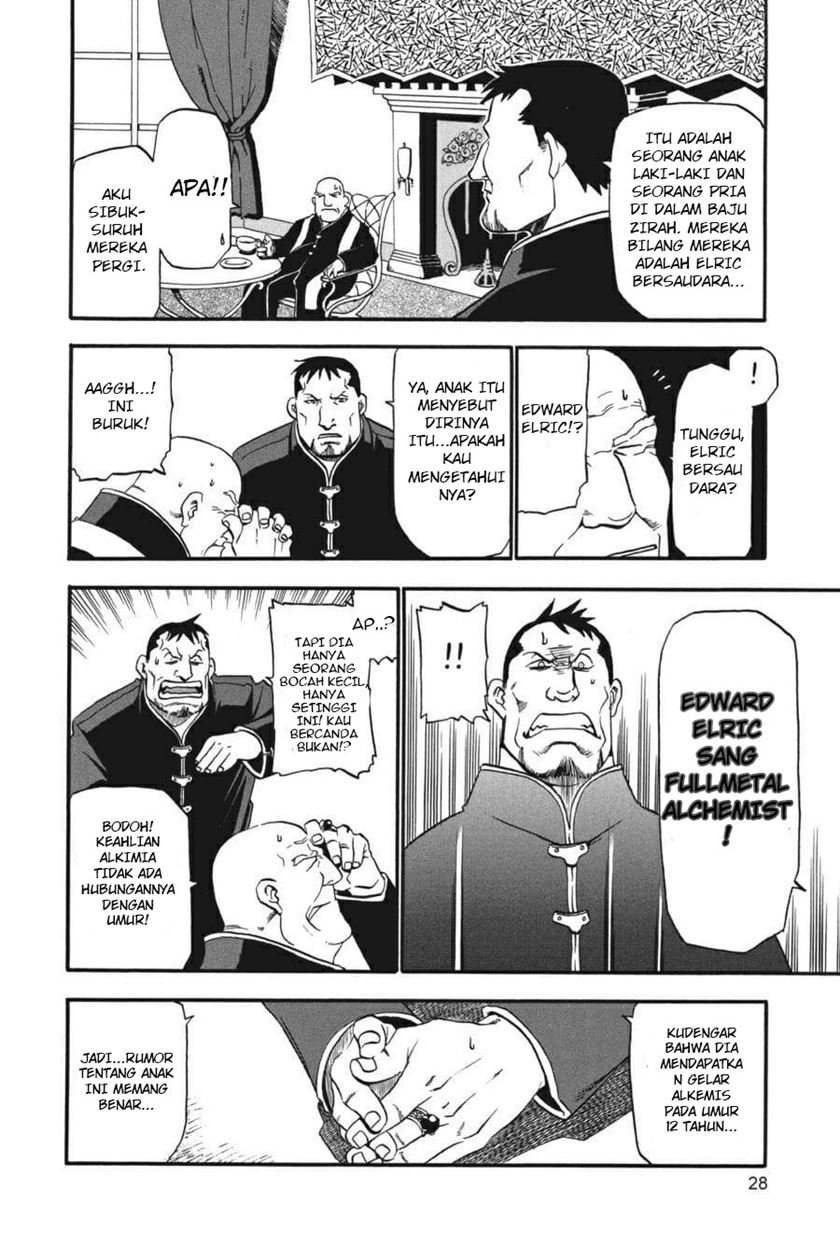 ITU ADALAH
SEORANG ANAK
LAKI-LAKI DAN
SEORANG PRIA
DI DALAM BAJU
ZIRAH. MEREKA
BILANG MEREKA
ADALAH ELRIC
BERSAUDARA...
APA!!
AKU
SIBUK-
SURUH
MEREKA
PERGI.
!
TUNGGU,
ELRIC
BERSAU
DARA?
EDWARD
ELRIC!?
YA, ANAK ITU
MENYEBUT
DIRINYA
ITU...APAKAH
KAU
MENGETAHUI
NYA?
AAGGH...!
INI
BURUK!
EDWARD
ELRIC
SANG
FULLMETAL
ALCHEMIST
!
!!
AP..?
TAPI DIA
HANYA
SEORANG
BOCAH KECIL
HANYA
SETINGGI
INI! KAU
BERCANDA
BUKAN!?
BODOH!
KEAHLIAN
ALKIMIA
TIDAK ADA
HUBUNGANNYA
DENGAN
UMUR!
KUDENGAR
BAHWA DIA
MENDAPATKA
N GELAR
ALKEMIS
PADA UMUR
12 TAHUN...
JADI...RUMOR
TENTANG ANAK
INI MEMANG
BENAR...
28